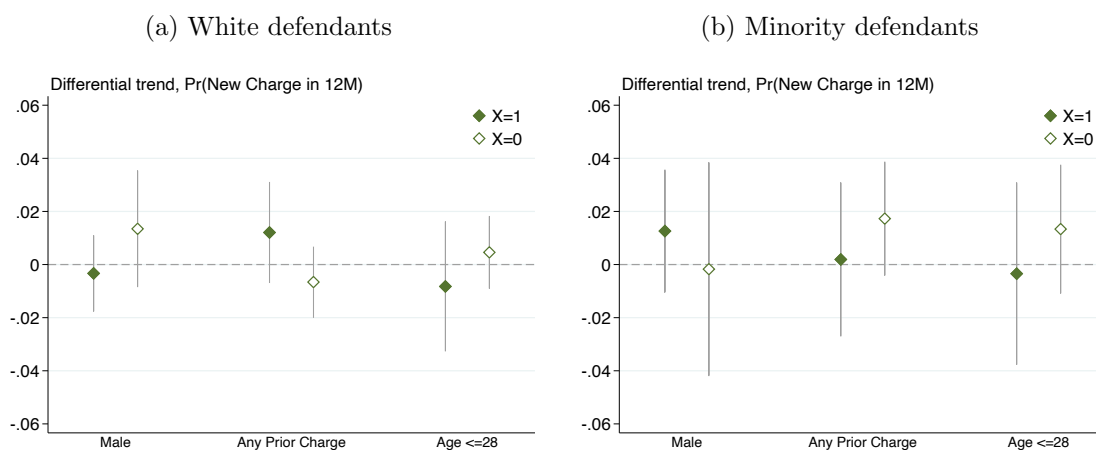 (a) White defendants
Differential trend, Pr(New Charge in 12M)
X=1
X=0
.06
.04
.02
0
-.02
-.04
-.06
Male Any Prior Charge Age <=28
(b) Minority defendants
Differential trend, Pr(New Charge in 12M)
X=1
X=0
.06
.04
.02
0
-.02
-.04
-.06
Male Any Prior Charge Age <=28